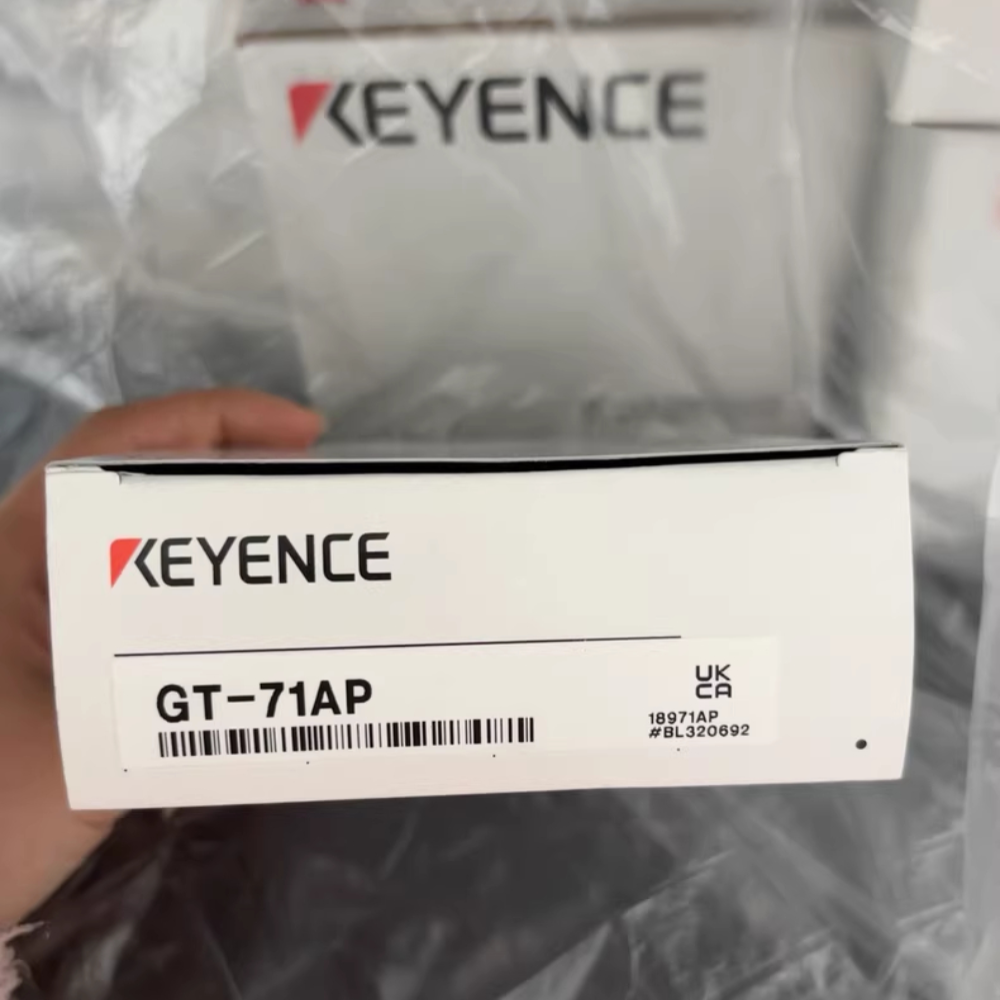 KEYENCE
KEYENCE
GT-71AP
UK
CA
18971AP
#BL320692